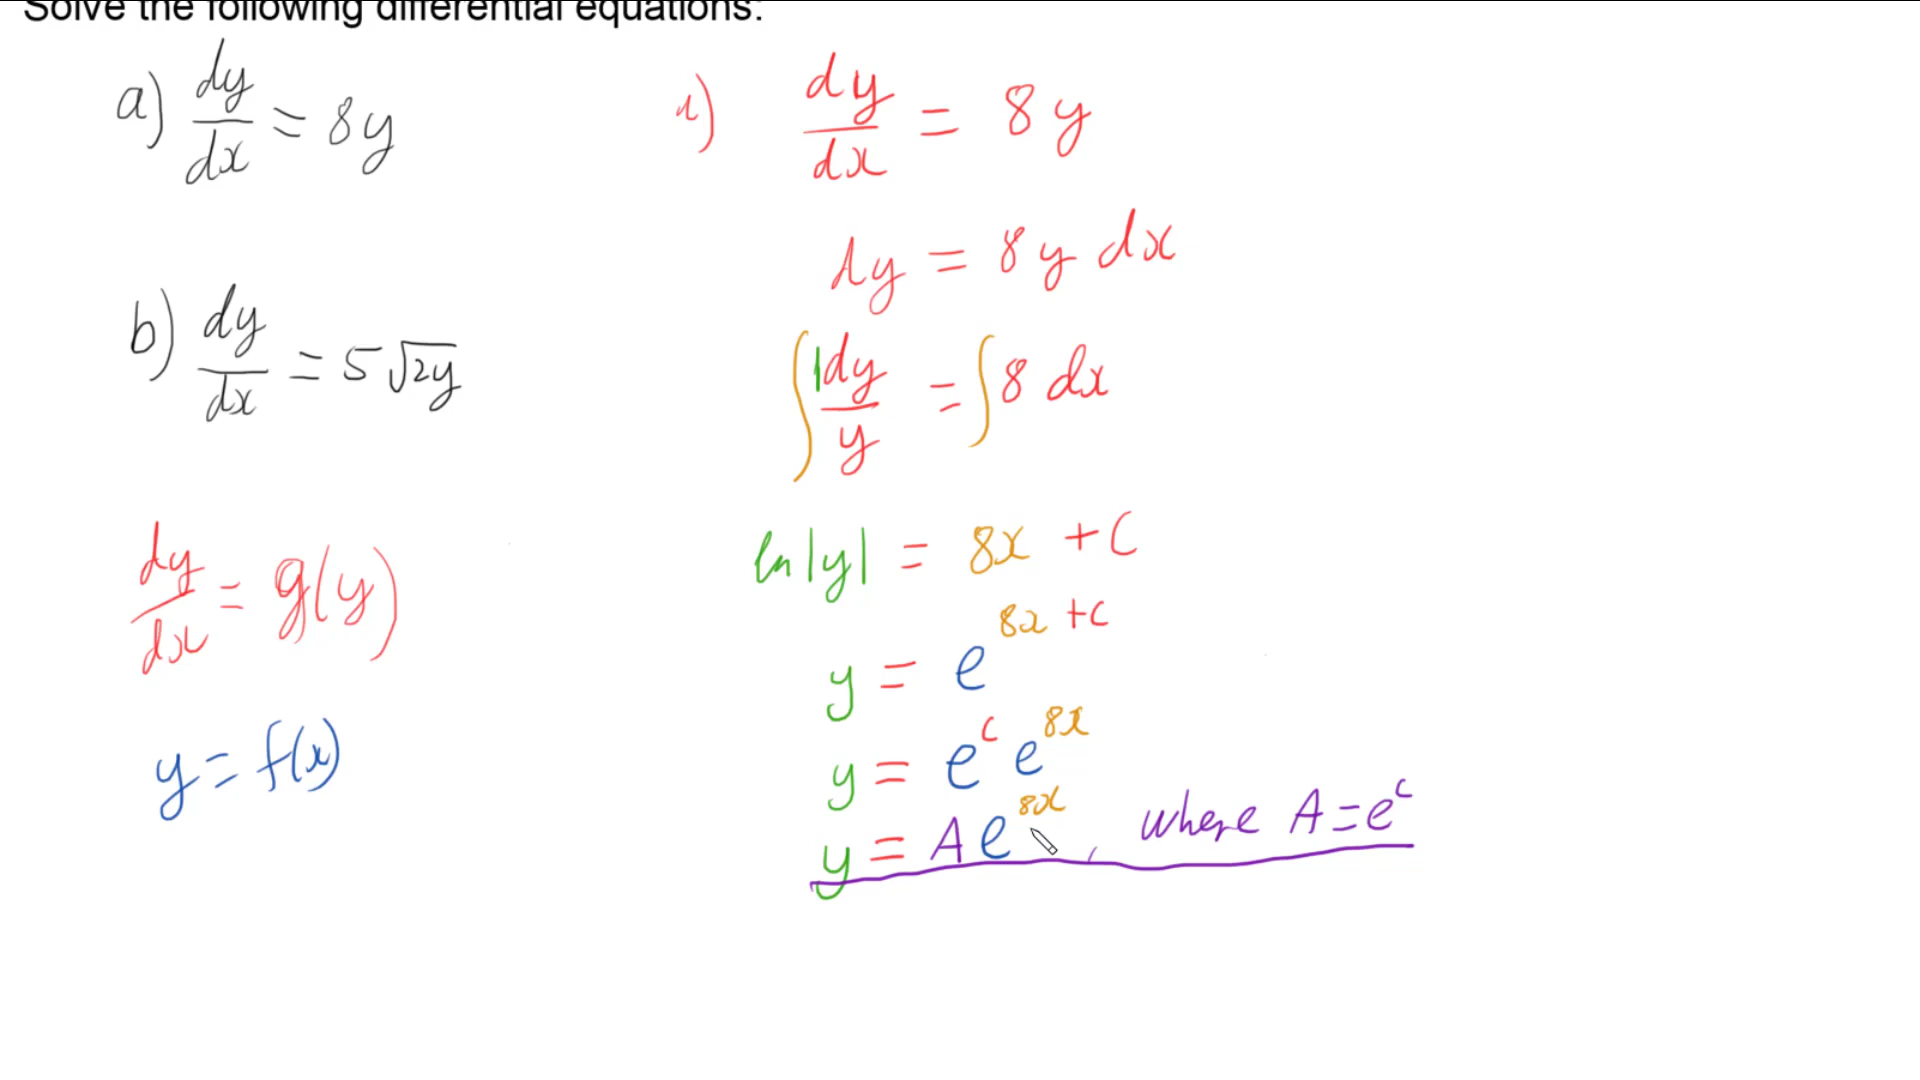 Solve the following differential equations:
a) dy/dx = 8y
b) dy/dx = 5√2y
dy/dx = g(y)
y = f(x)
1) dy/dx = 8y
dy = 8y dx
∫ 1dy/y = ∫ 8 dx
ln|y| = 8x + C
y = e^(8x + C)
y = e^C e^(8x)
y = A e^(8x), where A = e^C